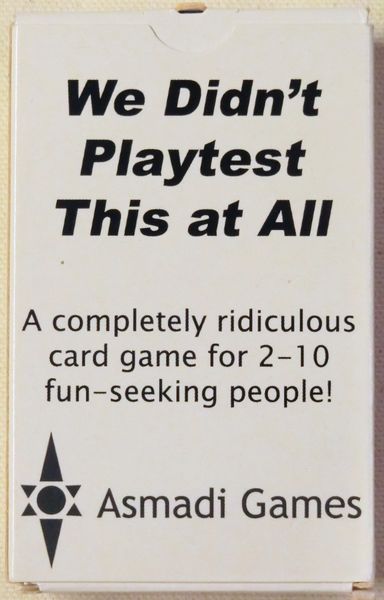 We Didn't
Playtest
This at All
A completely ridiculous
card game for 2-10
fun-seeking people!
Asmadi Games